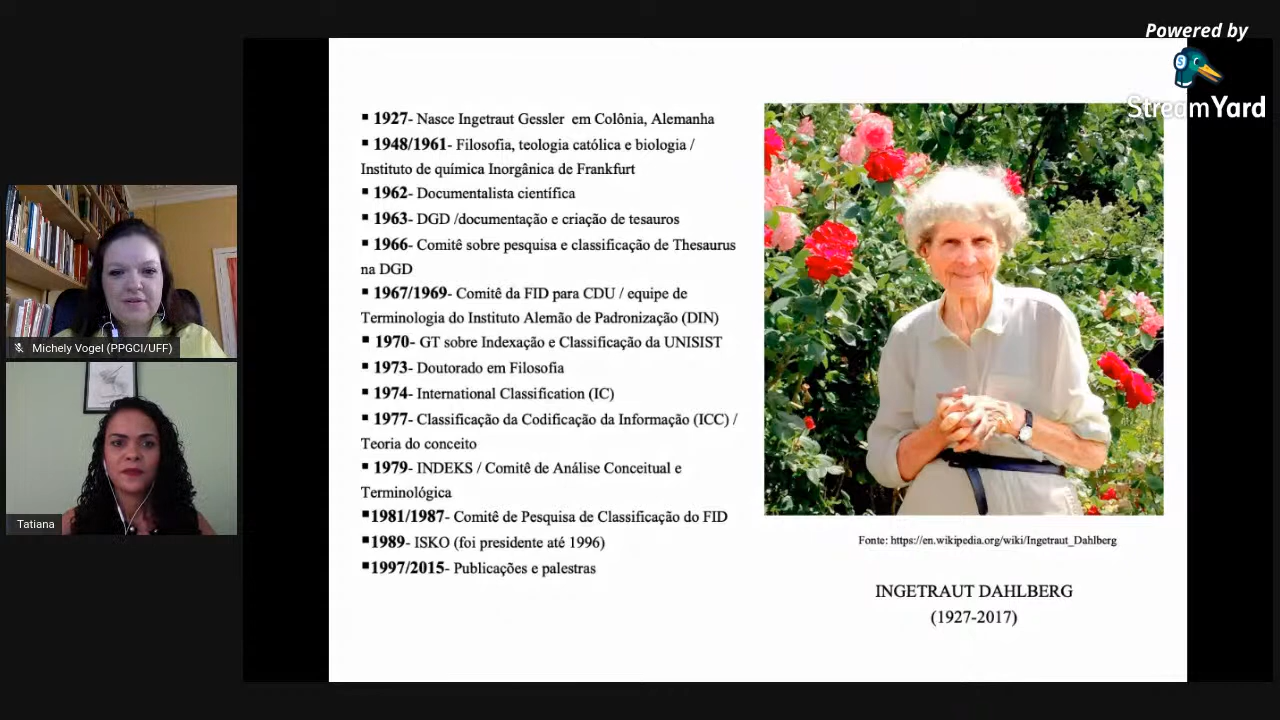 Powered by
StreamYard
▪ 1927- Nasce Ingetraut Gessler em Colônia, Alemanha
▪ 1948/1961- Filosofia, teologia católica e biologia /
Instituto de química Inorgânica de Frankfurt
▪ 1962- Documentalista científica
▪ 1963- DGD /documentação e criação de tesauros
▪ 1966- Comitê sobre pesquisa e classificação de Thesaurus
na DGD
▪ 1967/1969- Comitê da FID para CDU / equipe de
Terminologia do Instituto Alemão de Padronização (DIN)
▪ 1970- GT sobre Indexação e Classificação da UNISIST
▪ 1973- Doutorado em Filosofia
▪ 1974- International Classification (IC)
▪ 1977- Classificação da Codificação da Informação (ICC) /
Teoria do conceito
▪ 1979- INDEKS / Comitê de Análise Conceitual e
Terminológica
▪1981/1987- Comitê de Pesquisa de Classificação do FID
▪1989- ISKO (foi presidente até 1996)
▪1997/2015- Publicações e palestras
Fonte: https://en.wikipedia.org/wiki/Ingetraut_Dahlberg
INGETRAUT DAHLBERG
(1927-2017)
Michely Vogel (PPGCI/UFF)
Tatiana